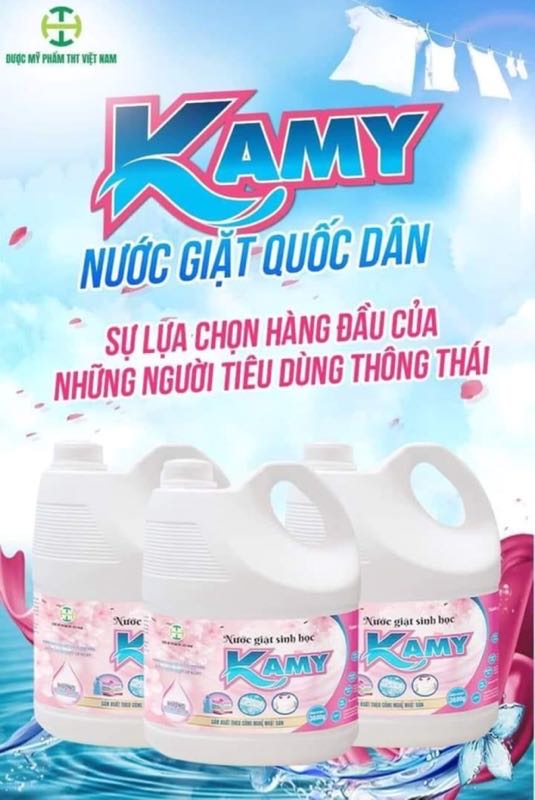 DƯỢC MỸ PHẨM THT VIỆT NAM
KAMY
NƯỚC GIẶT QUỐC DÂN
SỰ LỰA CHỌN HÀNG ĐẦU CỦA
NHỮNG NGƯỜI TIÊU DÙNG THÔNG THÁI
Nước giặt sinh học
KAMY
SẢN XUẤT THEO CÔNG NGHỆ NHẬT BẢN
Nước giặt sinh học
KAMY
SẢN XUẤT THEO CÔNG NGHỆ NHẬT BẢN